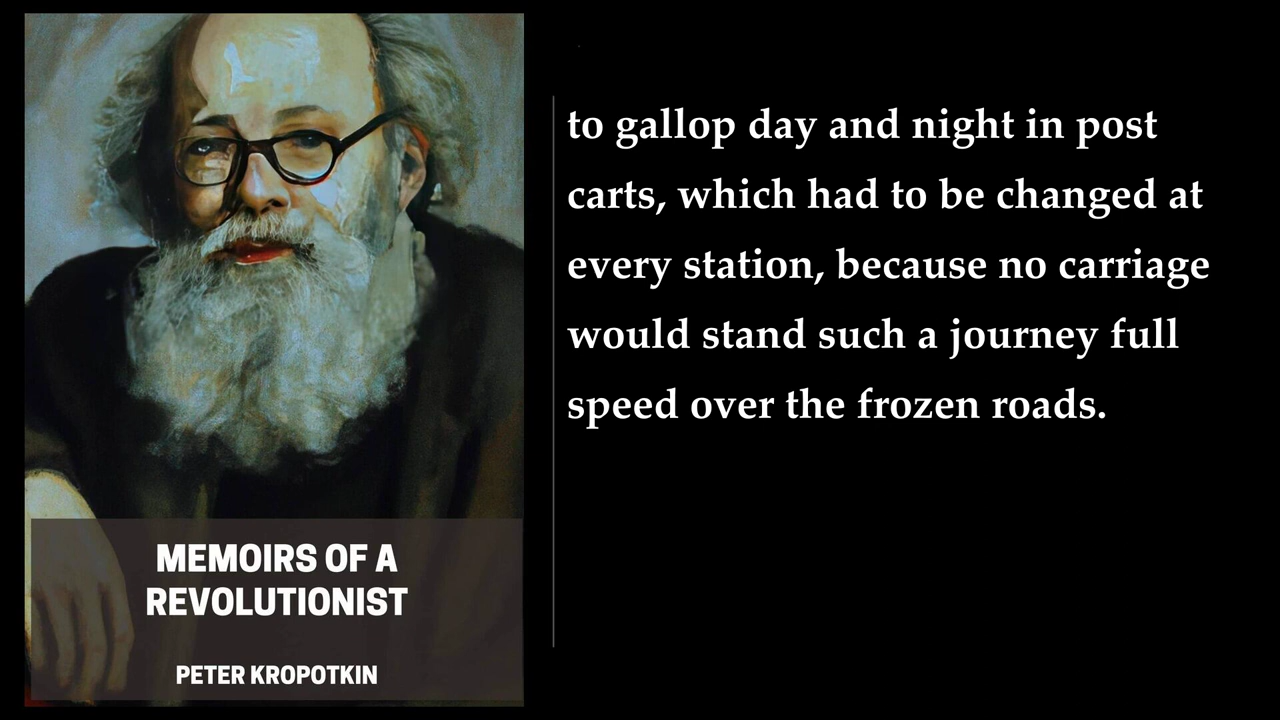 to gallop day and night in post
carts, which had to be changed at
every station, because no carriage
would stand such a journey full
speed over the frozen roads.
MEMOIRS OF A
REVOLUTIONIST
PETER KROPOTKIN